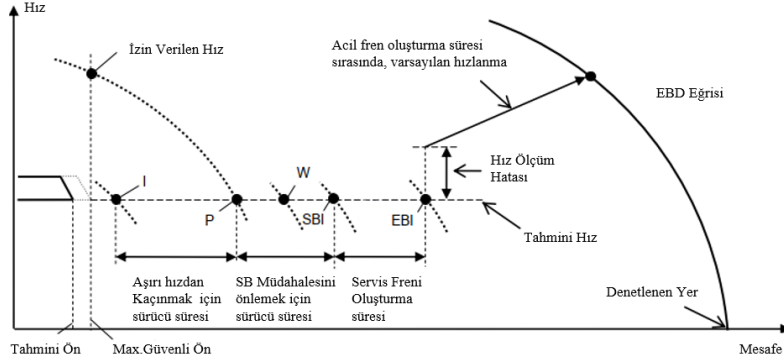 Hız
İzin Verilen Hız
Acil fren oluşturma süresi
sırasında, varsayılan hızlanma
EBD Eğrisi
Hız Ölçüm
Hatası
I
P
W
SBI
EBI
Tahmini Hız
Aşırı hızdan
Kaçınmak için
sürücü süresi
SB Müdahalesini
önlemek için
sürücü süresi
Servis Freni
Oluşturma
süresi
Denetlenen Yer
Tahmini Ön
Max.Güvenli Ön
Mesafe